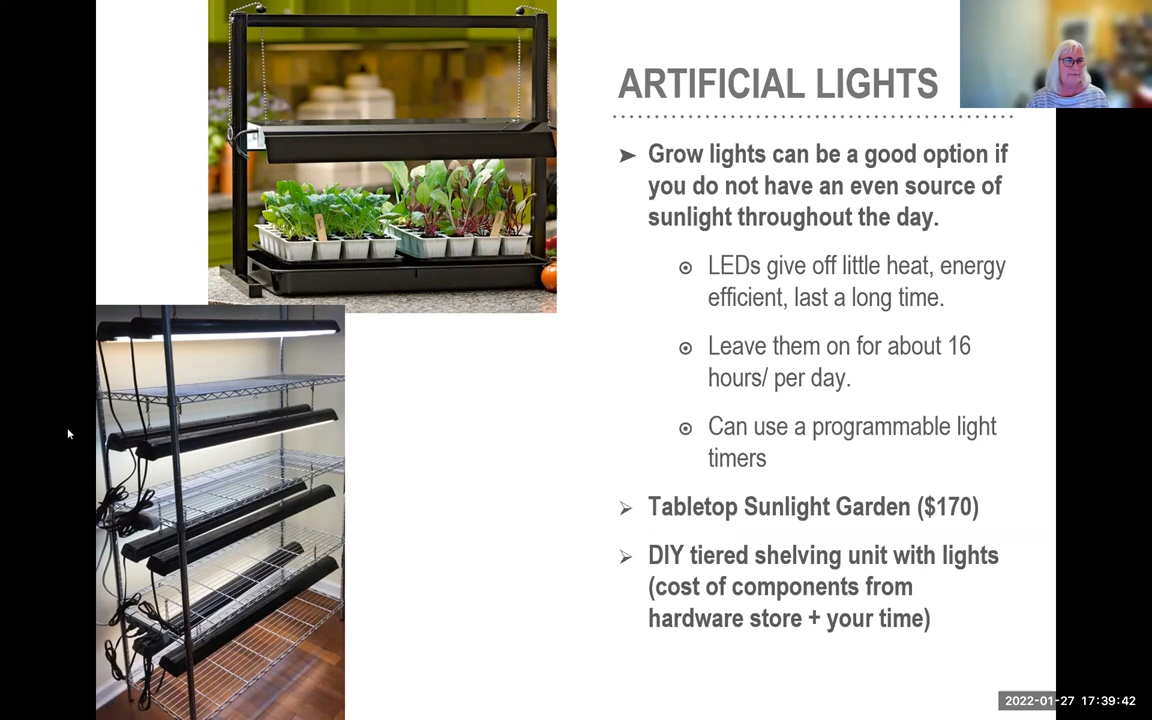 ARTIFICIAL LIGHTS
Grow lights can be a good option if
you do not have an even source of
sunlight throughout the day.
LEDs give off little heat, energy
efficient, last a long time.
Leave them on for about 16
hours/ per day.
Can use a programmable light
timers
Tabletop Sunlight Garden ($170)
DIY tiered shelving unit with lights
(cost of components from
hardware store + your time)
2022-01-27 17:39:42